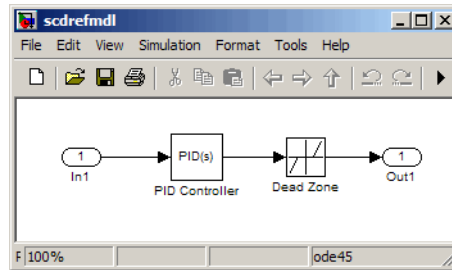 scdrefmdl
File Edit View Simulation Format Tools Help
1 PID(s) 1
In1 PID Controller Dead Zone Out1
F 100% ode45